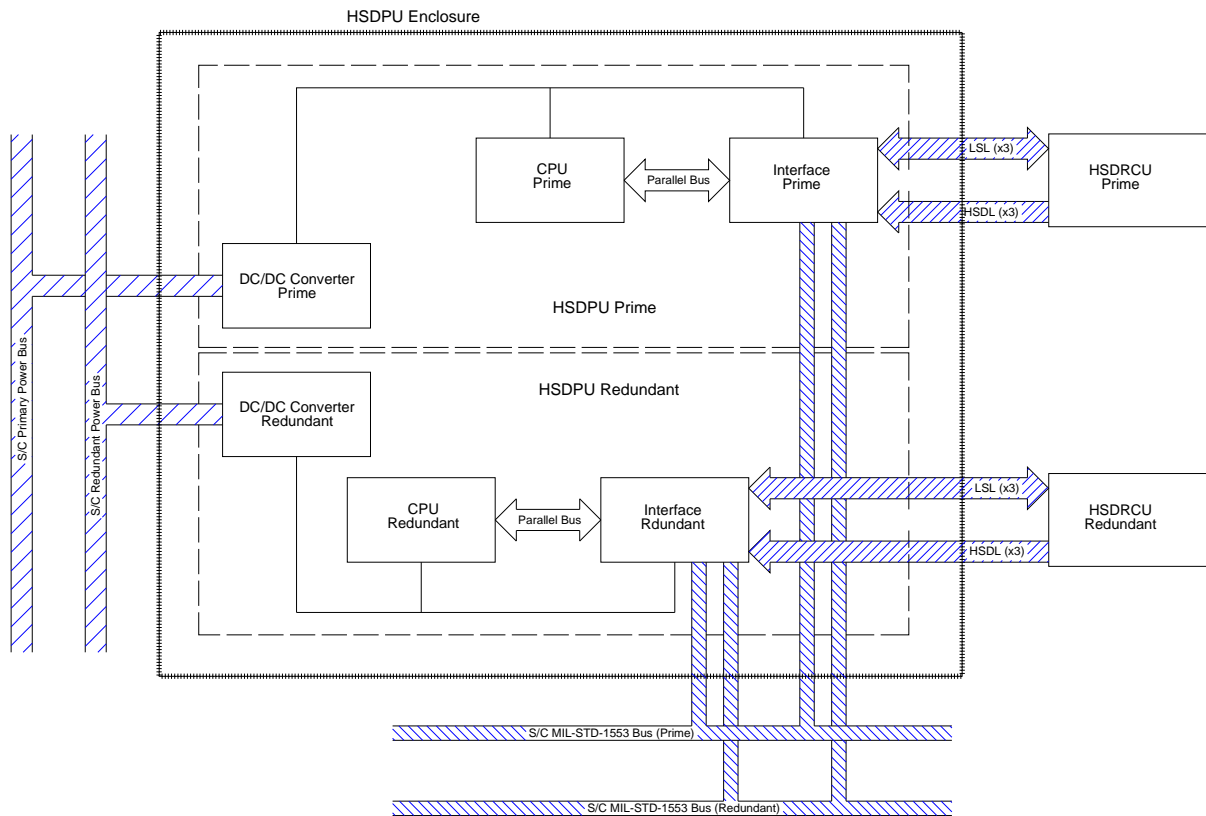 HSDPU Enclosure
CPU
Prime
Parallel Bus
Interface
Prime
LSL (x3)
HSDL (x3)
HSDRCU
Prime
DC/DC Converter
Prime
HSDPU Prime
S/C Primary Power Bus
S/C Redundant Power Bus
HSDPU Redundant
DC/DC Converter
Redundant
CPU
Redundant
Parallel Bus
Interface
Rdundant
LSL (x3)
HSDL (x3)
HSDRCU
Redundant
S/C MIL-STD-1553 Bus (Prime)
S/C MIL-STD-1553 Bus (Redundant)